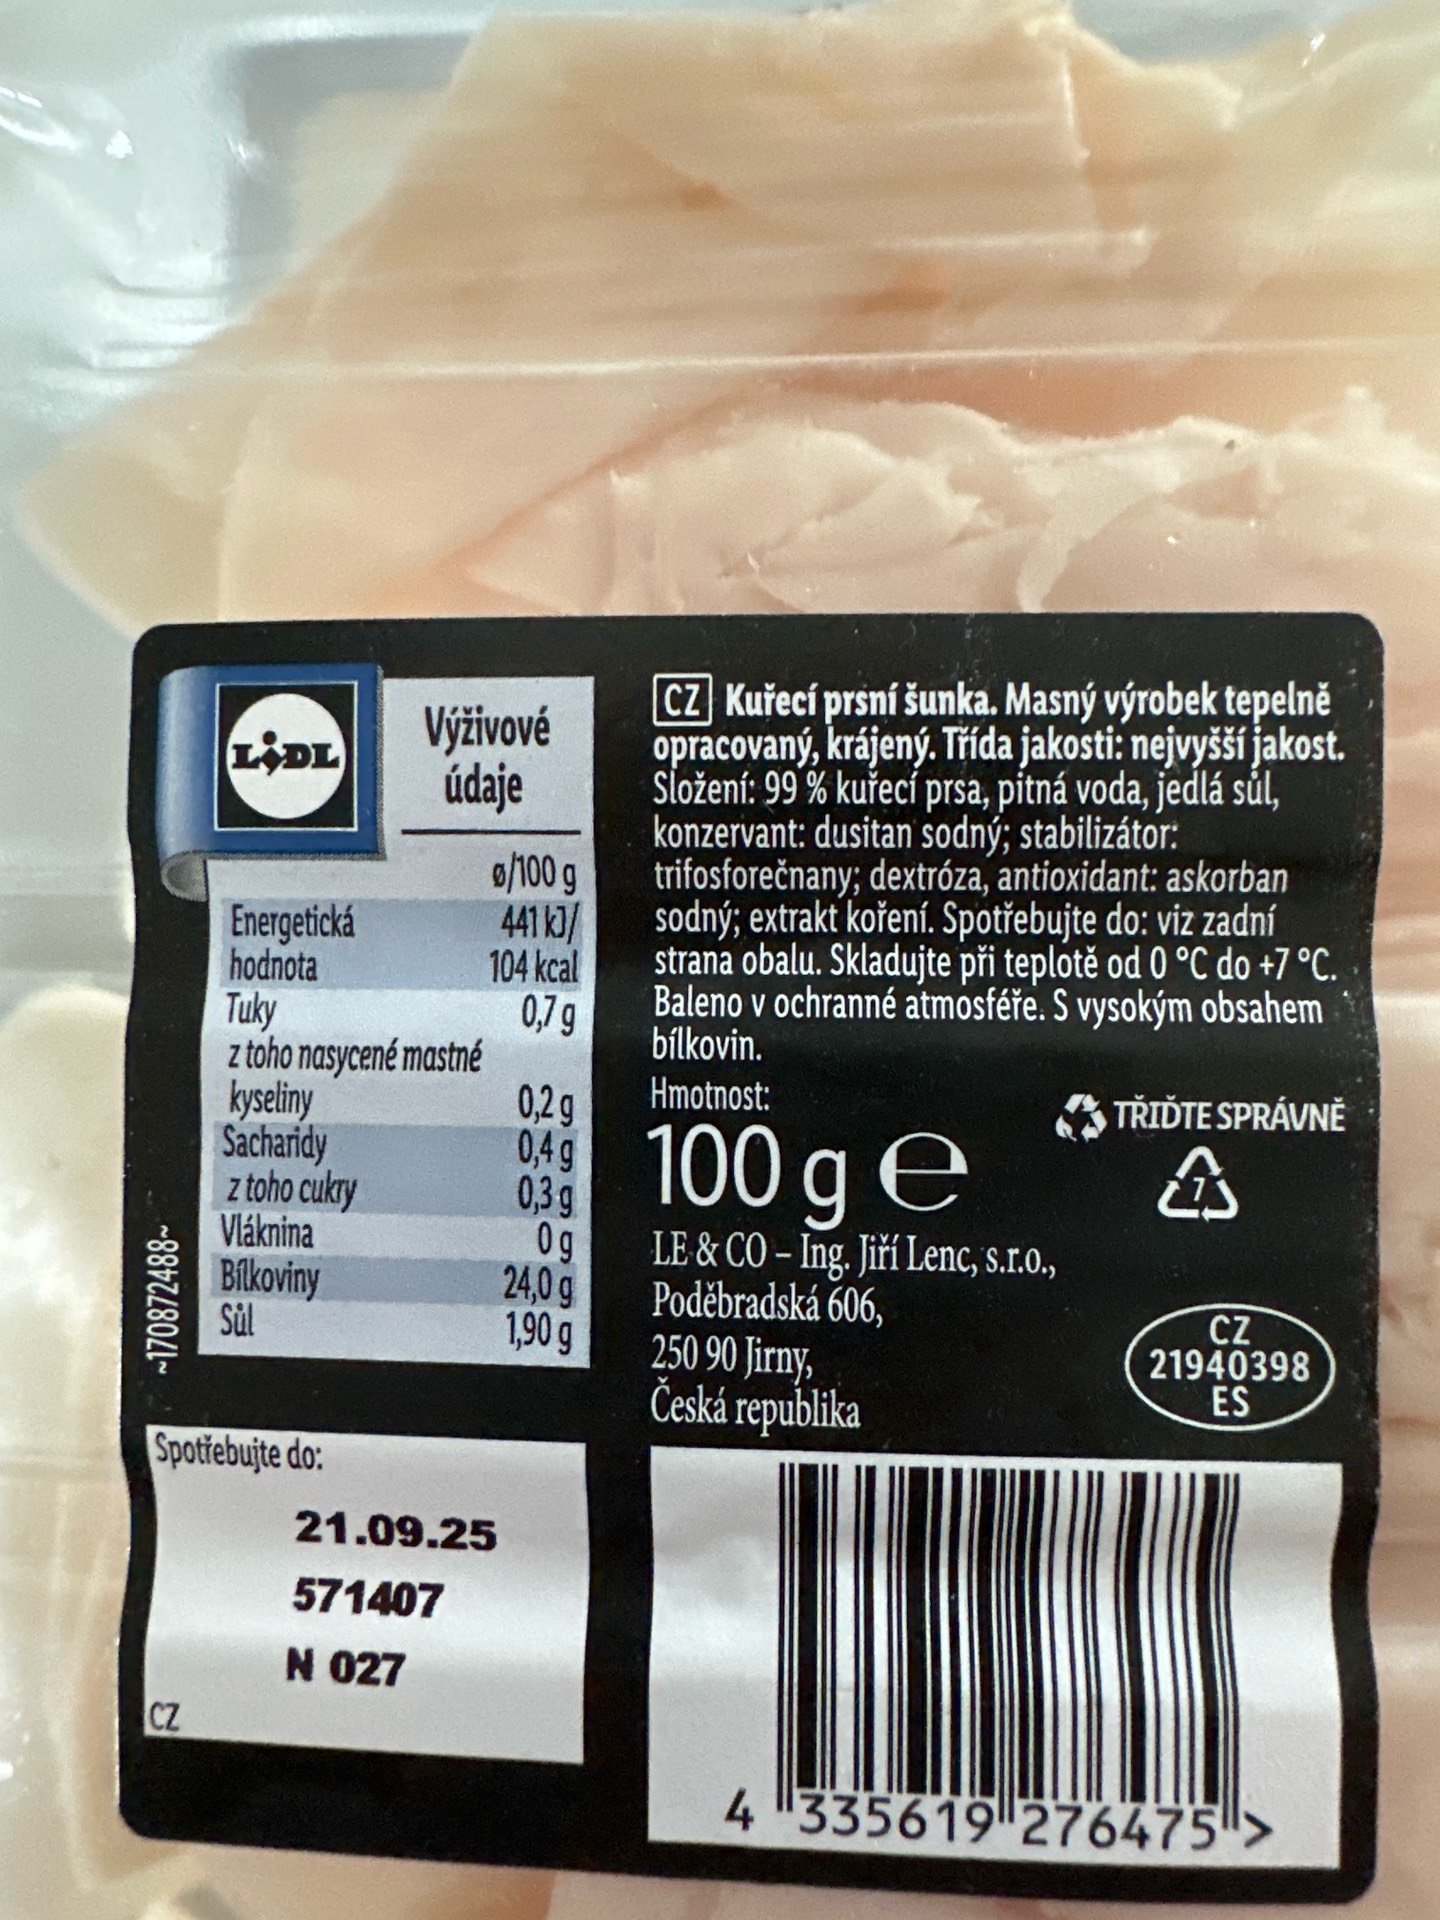 LIDL
Výživové
údaje
ø/100 g
Energetická 441 kJ/
hodnota 104 kcal
Tuky 0,7 g
z toho nasycené mastné
kyseliny 0,2 g
Sacharidy 0,4 g
z toho cukry 0,3 g
Vláknina 0 g
Bílkoviny 24,0 g
Sůl 1,90 g
~170872488~
Spotřebujte do:
21.09.25
571407
N 027
CZ
CZ Kuřecí prsní šunka. Masný výrobek tepelně
opracovaný, krájený. Třída jakosti: nejvyšší jakost.
Složení: 99 % kuřecí prsa, pitná voda, jedlá sůl,
konzervant: dusitan sodný; stabilizátor:
trifosforečnany; dextróza, antioxidant: askorban
sodný; extrakt koření. Spotřebujte do: viz zadní
strana obalu. Skladujte při teplotě od 0 °C do +7 °C.
Baleno v ochranné atmosféře. S vysokým obsahem
bílkovin.
Hmotnost:
100 g e
TŘIĎTE SPRÁVNĚ
7
LE & CO – Ing. Jiří Lenc, s.r.o.,
Poděbradská 606,
250 90 Jirny,
Česká republika
CZ
21940398
ES
4 335619 276475 >